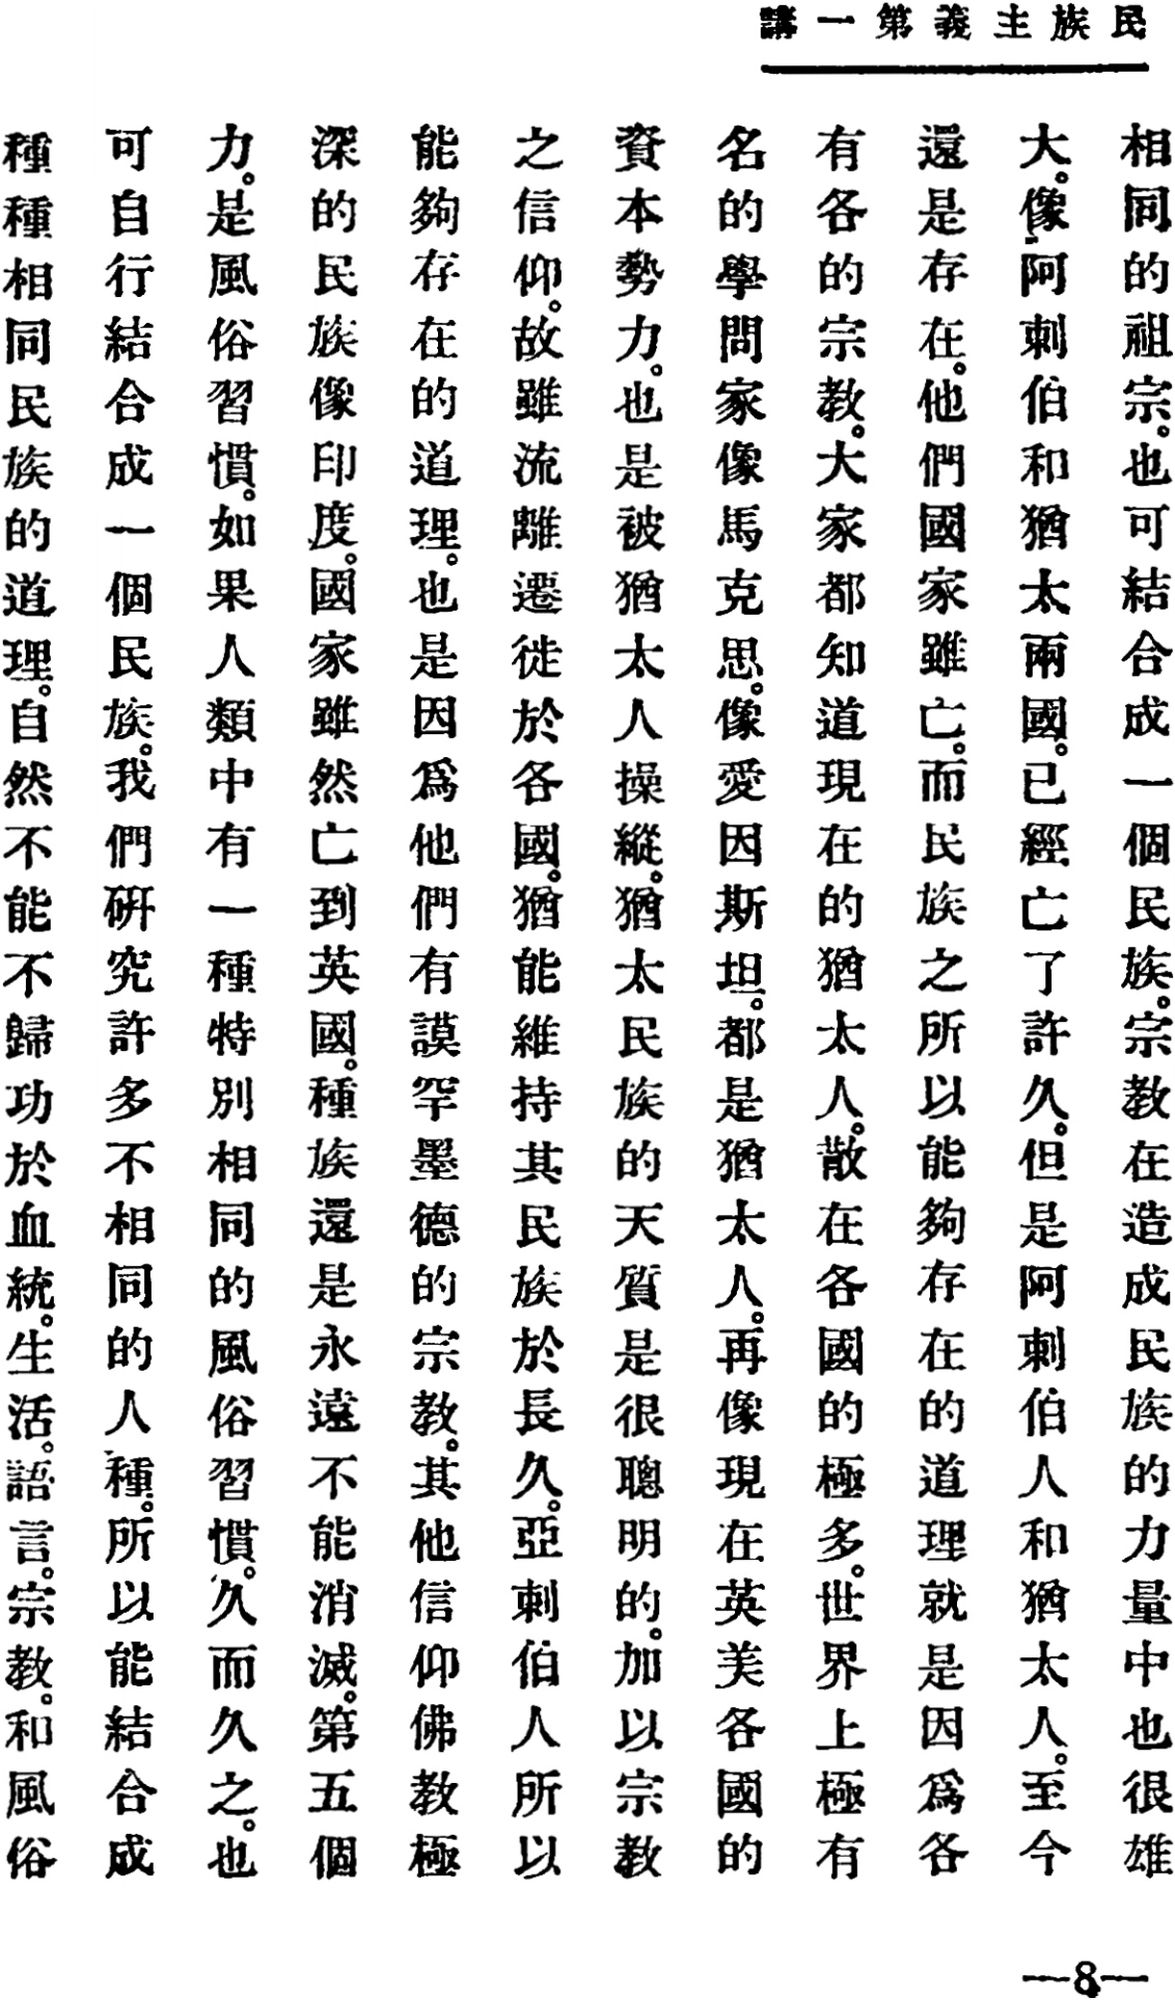 民族主義第一講
相同的祖宗。也可結合成一個民族。宗教在造成民族的力量中也很雄
大。像阿剌伯和猶太兩國。已經亡了許久。但是阿剌伯人和猶太人。至今
還是存在。他們國家雖亡。而民族之所以能夠存在的道理就是因爲各
有各的宗教。大家都知道現在的猶太人。散在各國的極多。世界上極有
名的學問家像馬克思。像愛因斯坦。都是猶太人。再像現在英美各國的
資本勢力。也是被猶太人操縱。猶太民族的天質是很聰明的。加以宗教
之信仰。故雖流離遷徙於各國。猶能維持其民族於長久。亞剌伯人所以
能夠存在的道理。也是因爲他們有謨罕墨德的宗教。其他信仰佛教極
深的民族像印度。國家雖然亡到英國。種族還是永遠不能消滅。第五個
力。是風俗習慣。如果人類中有一種特別相同的風俗習慣。久而久之。也
可自行結合成一個民族。我們研究許多不相同的人種。所以能結合成
種種相同民族的道理。自然不能不歸功於血統。生活。語言。宗教。和風俗
—8—